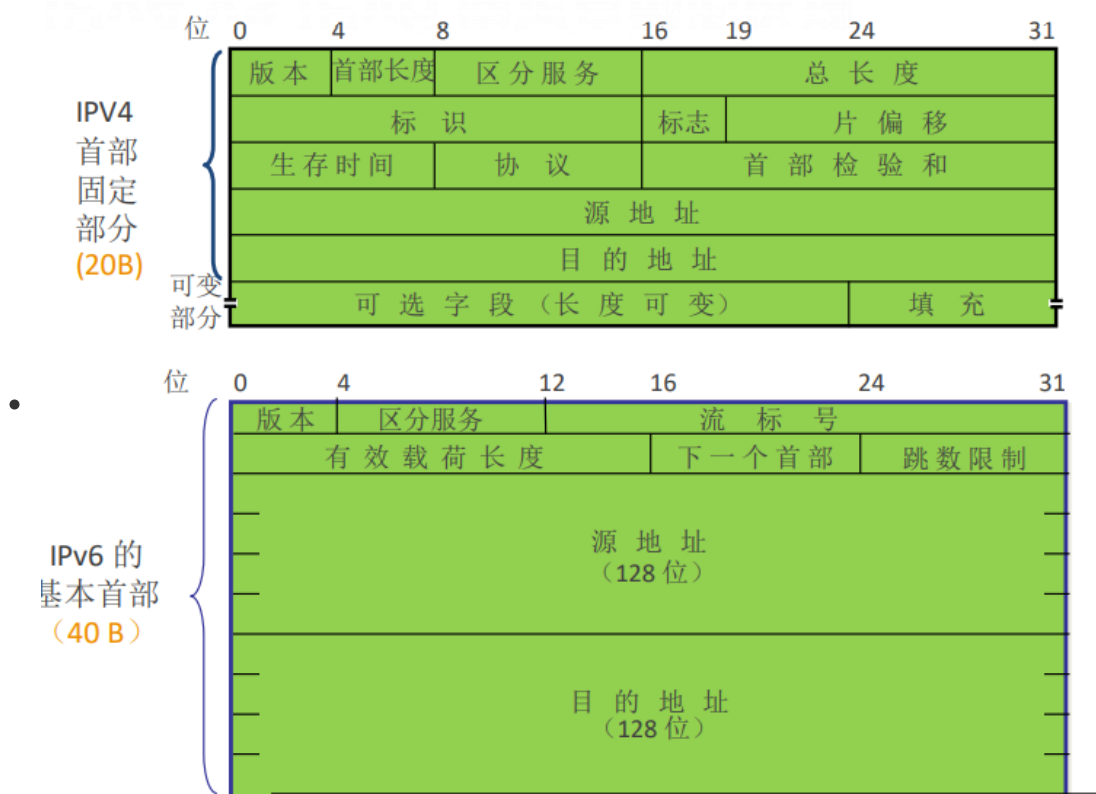 位 0 4 8 16 19 24 31
版本 首部长度 区分服务 总长度
标识 标志 片偏移
生存时间 协议 首部检验和
源地址
目的地址
可选字段（长度可变） 填充
IPV4
首部
固定
部分
(20B)
可变
部分
位 0 4 12 16 24 31
版本 区分服务 流标号
有效载荷长度 下一个首部 跳数限制
源地址
（128 位）
目的地址
（128 位）
IPv6 的
基本首部
（40 B）